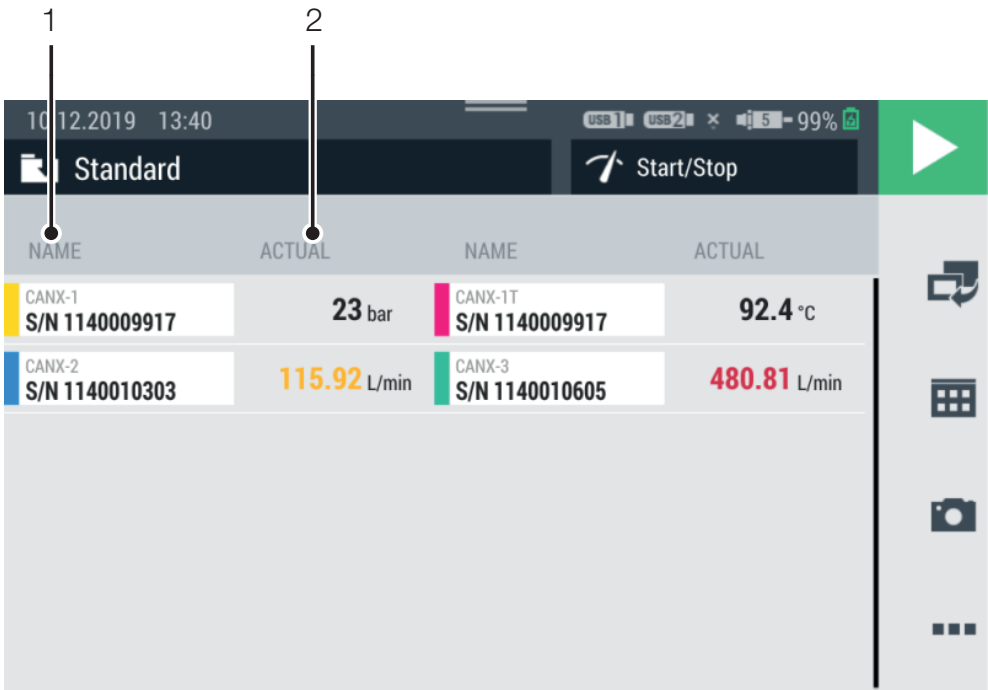 1 2
10.12.2019 13:40 USB 1 USB 2 5 99%
Standard Start/Stop
NAME ACTUAL NAME ACTUAL
CANX-1
S/N 1140009917
23 bar
CANX-1T
S/N 1140009917
92.4 °C
CANX-2
S/N 1140010303
115.92 L/min
CANX-3
S/N 1140010605
480.81 L/min